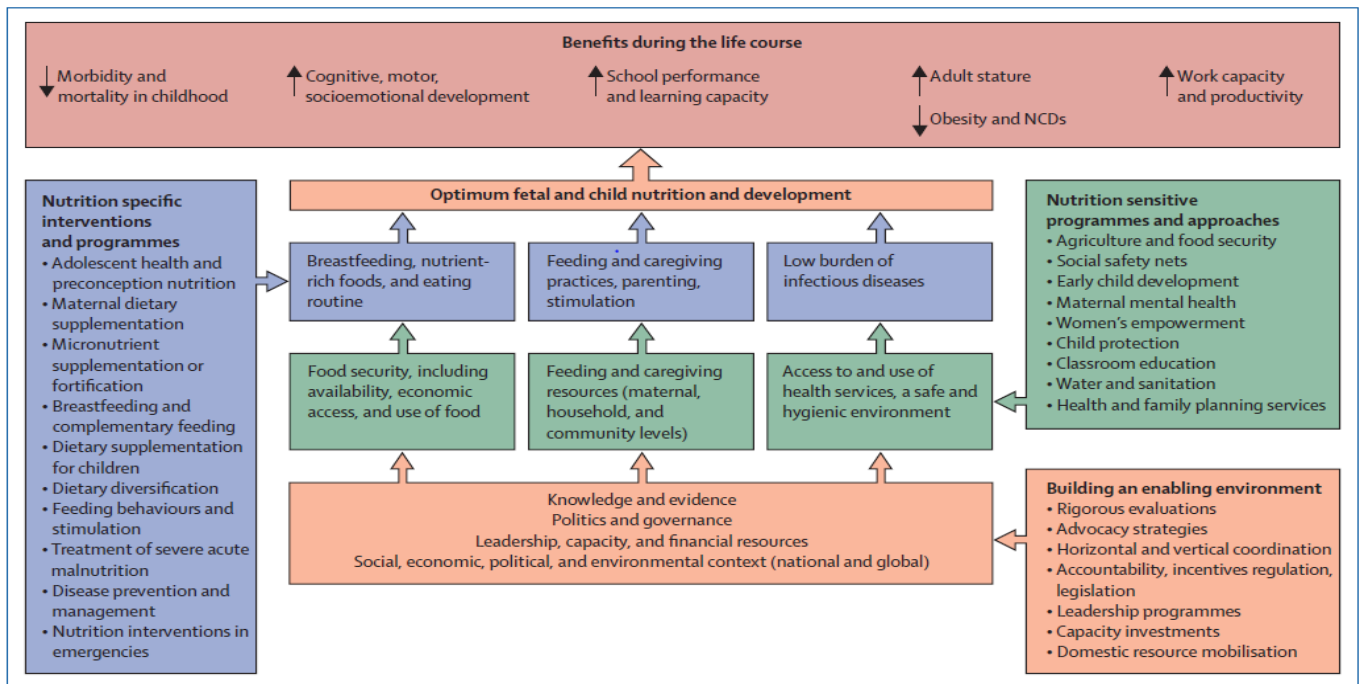 Benefits during the life course
Morbidity and
mortality in childhood
Cognitive, motor,
socioemotional development
School performance
and learning capacity
Adult stature
Obesity and NCDs
Work capacity
and productivity
Nutrition specific
interventions
and programmes
• Adolescent health and
preconception nutrition
• Maternal dietary
supplementation
• Micronutrient
supplementation or
fortification
• Breastfeeding and
complementary feeding
• Dietary supplementation
for children
• Dietary diversification
• Feeding behaviours and
stimulation
• Treatment of severe acute
malnutrition
• Disease prevention and
management
• Nutrition interventions in
emergencies
Optimum fetal and child nutrition and development
Breastfeeding, nutrient-
rich foods, and eating
routine
Feeding and caregiving
practices, parenting,
stimulation
Low burden of
infectious diseases
Food security, including
availability, economic
access, and use of food
Feeding and caregiving
resources (maternal,
household, and
community levels)
Access to and use of
health services, a safe and
hygienic environment
Knowledge and evidence
Politics and governance
Leadership, capacity, and financial resources
Social, economic, political, and environmental context (national and global)
Nutrition sensitive
programmes and approaches
• Agriculture and food security
• Social safety nets
• Early child development
• Maternal mental health
• Women's empowerment
• Child protection
• Classroom education
• Water and sanitation
• Health and family planning services
Building an enabling environment
• Rigorous evaluations
• Advocacy strategies
• Horizontal and vertical coordination
• Accountability, incentives regulation,
legislation
• Leadership programmes
• Capacity investments
• Domestic resource mobilisation